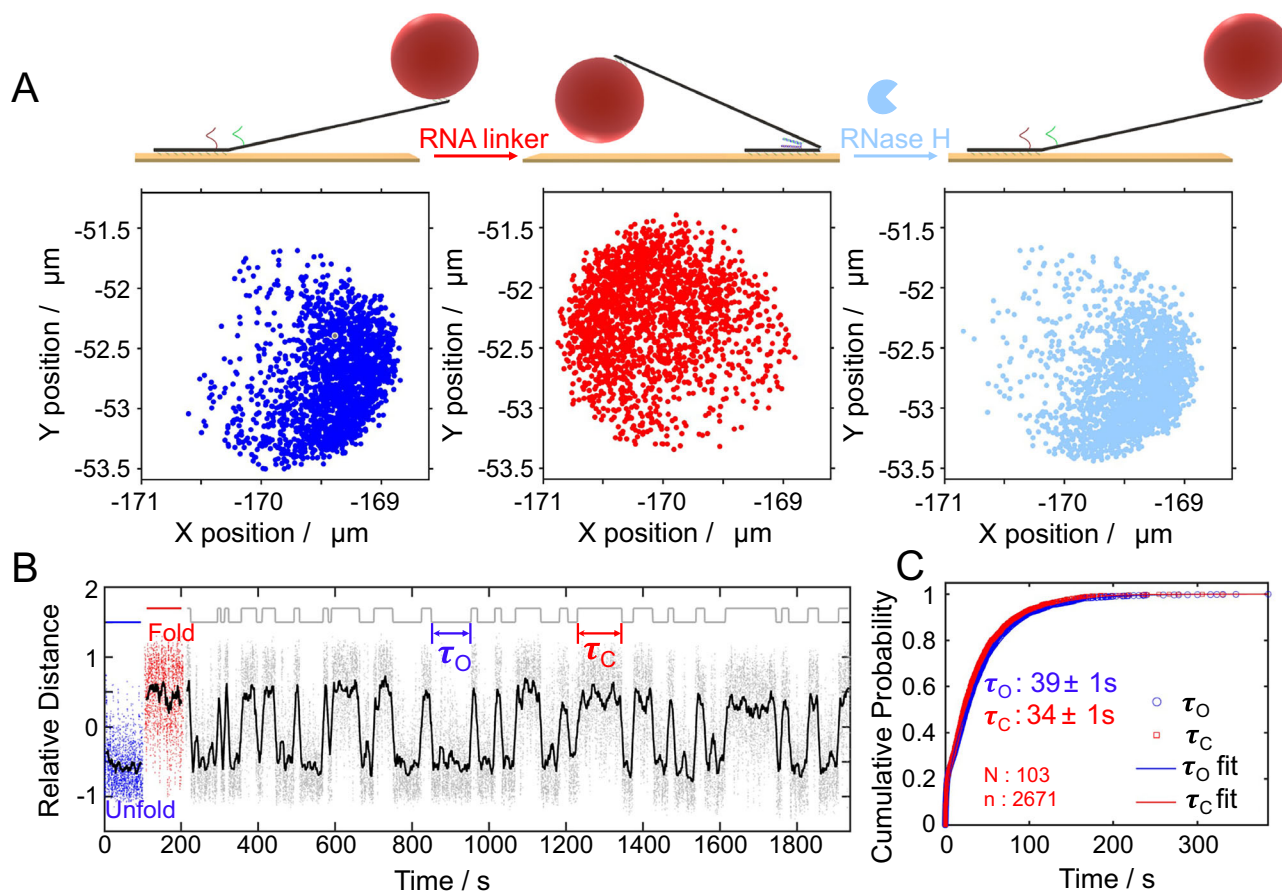 A
RNA linker
RNase H
-51.5
-52
-52.5
-53
-53.5
Y position / μm
-171
-170
-169
X position / μm
-51.5
-52
-52.5
-53
-53.5
Y position / μm
-171
-170
-169
X position / μm
-51.5
-52
-52.5
-53
-53.5
Y position / μm
-171
-170
-169
X position / μm
B
2
1
0
-1
Relative Distance
Fold
Unfold
τO
τC
0
200
400
600
800
1000
1200
1400
1600
1800
Time / s
C
1
0.8
0.6
0.4
0.2
0
Cumulative Probability
τO: 39 ± 1s
τC: 34 ± 1s
N : 103
n : 2671
τO
τC
τO fit
τC fit
0
100
200
300
Time / s